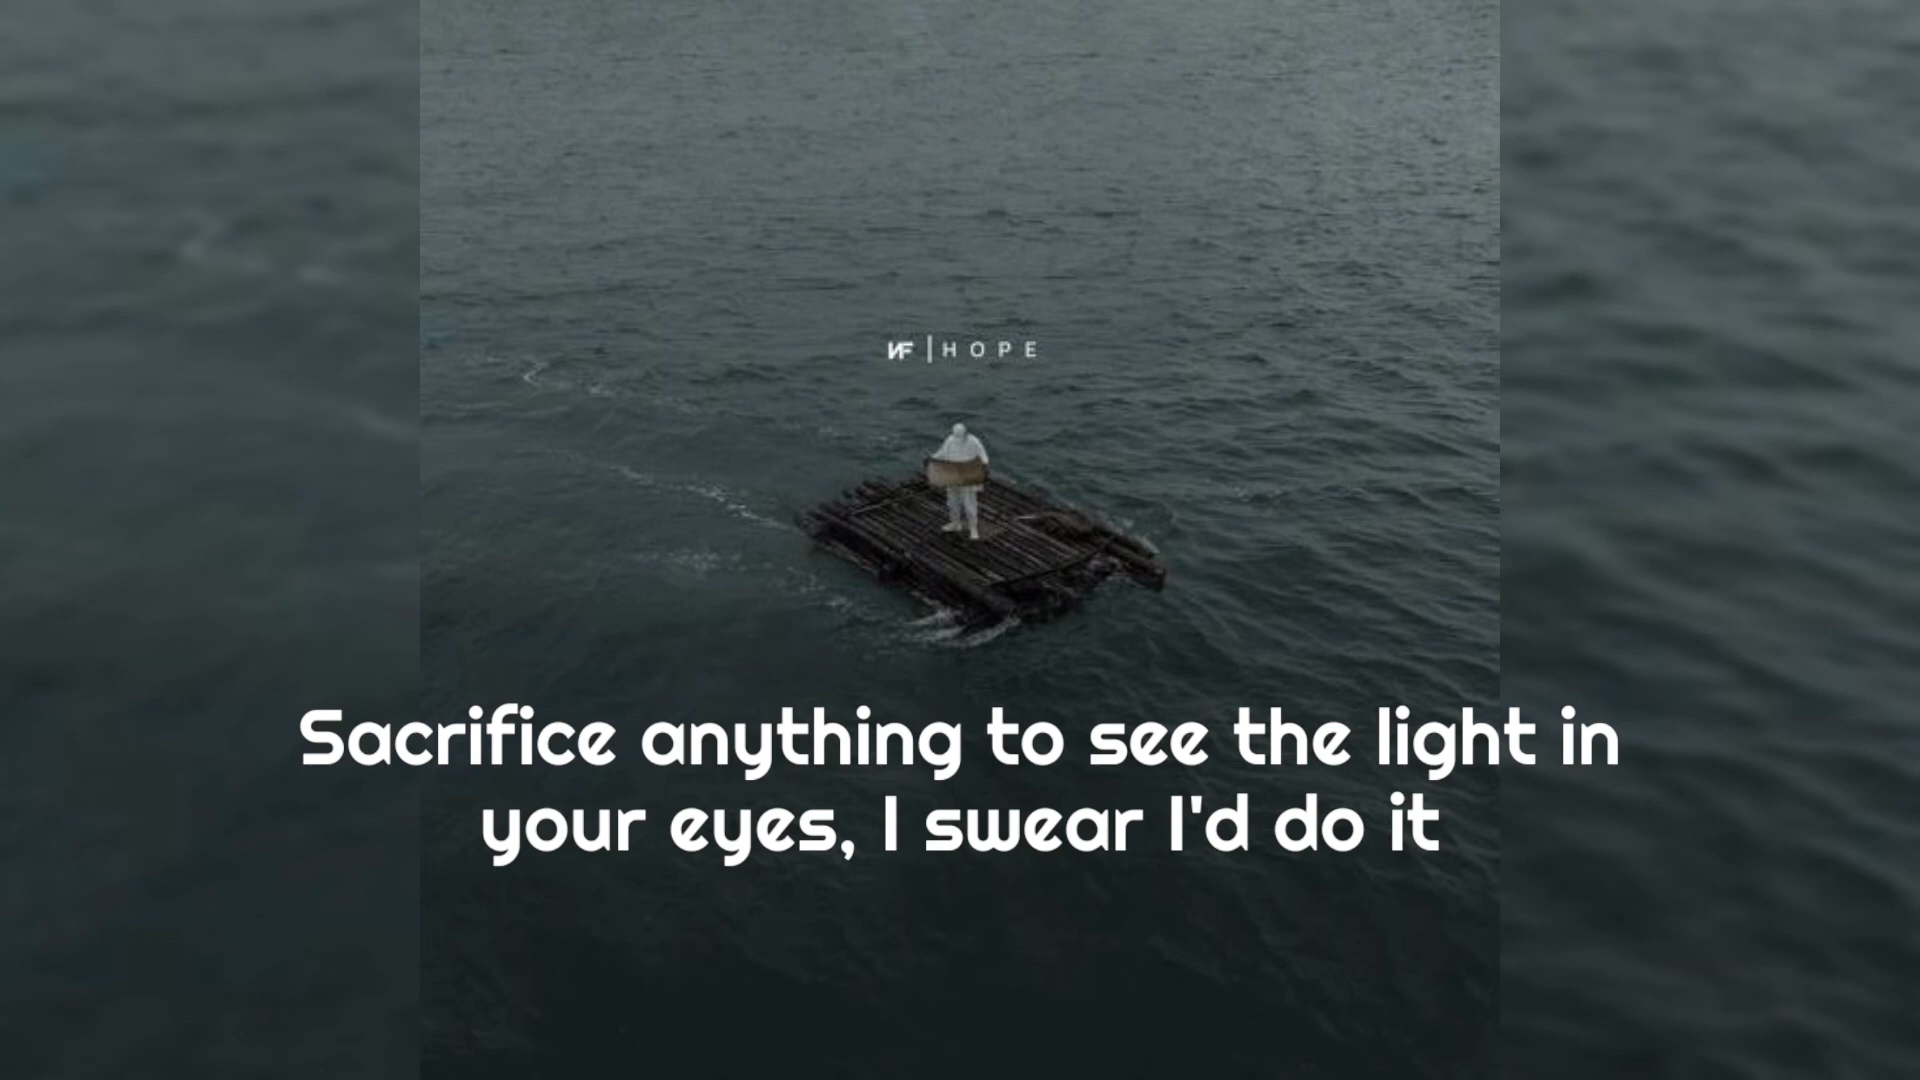 NF | HOPE
Sacrifice anything to see the light in
your eyes, I swear I'd do it